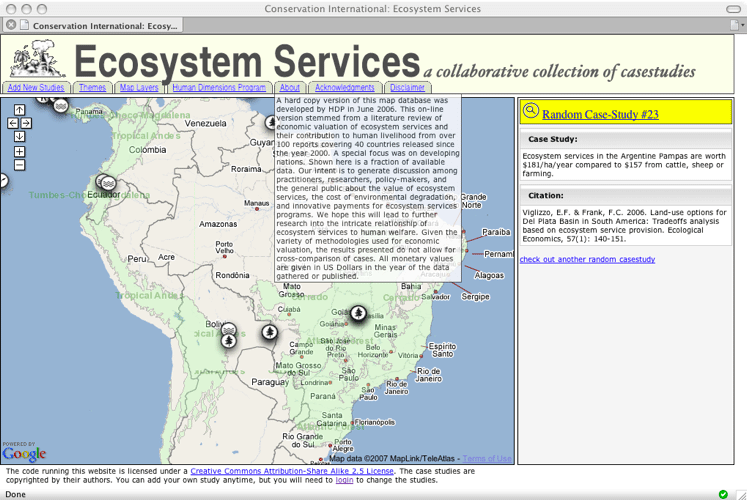 Conservation International: Ecosystem Services
Conservation International: Ecosy...
Ecosystem Services a collaborative collection of casestudies
Add New Studies Themes Map Layers Human Dimensions Program About Acknowledgments Disclaimer
A hard copy version of this map database was
developed by HDP in June 2006. This on-line
version stemmed from a literature review of
economic valuation of ecosystem services and
their contribution to human livelihood from over
100 reports covering 40 countries released since
the year 2000. A special focus was on developing
nations. Shown here is a fraction of available
data. Our intent is to generate discussion among
practitioners, researchers, policy-makers, and
the general public about the value of ecosystem
services, the cost of environmental degradation,
and innovative payments for ecosystem services
programs. We hope this will lead to further
research into the intricate relationship of
ecosystem services to human welfare. Given the
variety of methodologies used for economic
valuation, the results presented do not allow for
cross-comparison of cases. All monetary values
are given in US Dollars in the year of the data
gathered or published.
Panama
Venezuela
Guyana
Tropical Andes
Colombia
Roraima
Ecuador
Amazonas
Manaus
Grande
Norte
Paraiba
Pernam
Alagoas
Sergipe
Porto
Velho
Peru
Acre
Rondônia
Tropical Andes
Mato
Grosso
Cerrado
Bahia
Salvador
Cuiabá
Goiás
Goiânia
Brasilia
Minas
Gerais
Bolivia
Campo
Grande
São José
do Rio
Preto
Belo
Horizonte
Vitória
Espírito
Santo
Mato Grosso
do Sul
São
Paulo
Londrina
São
Paulo
Rio de
Janeiro
Rio de
Janeiro
Paraguay
Paraná
Santa
Catarina
Florianópolis
Rio Grande
do Sul
Porto
Alegre
POWERED BY
Google
Map data ©2007 MapLink/TeleAtlas - Terms of Use
Random Case-Study #23
Case Study:
Ecosystem services in the Argentine Pampas are worth
$181/ha/year compared to $157 from cattle, sheep or
farming.
Citation:
Viglizzo, E.F. & Frank, F.C. 2006. Land-use options for
Del Plata Basin in South America: Tradeoffs analysis
based on ecosystem service provision. Ecological
Economics, 57(1): 140-151.
check out another random casestudy
The code running this website is licensed under a Creative Commons Attribution-Share Alike 2.5 License. The case studies are
copyrighted by their authors. You can add your own study anytime, but you will need to login to change the studies.
Done